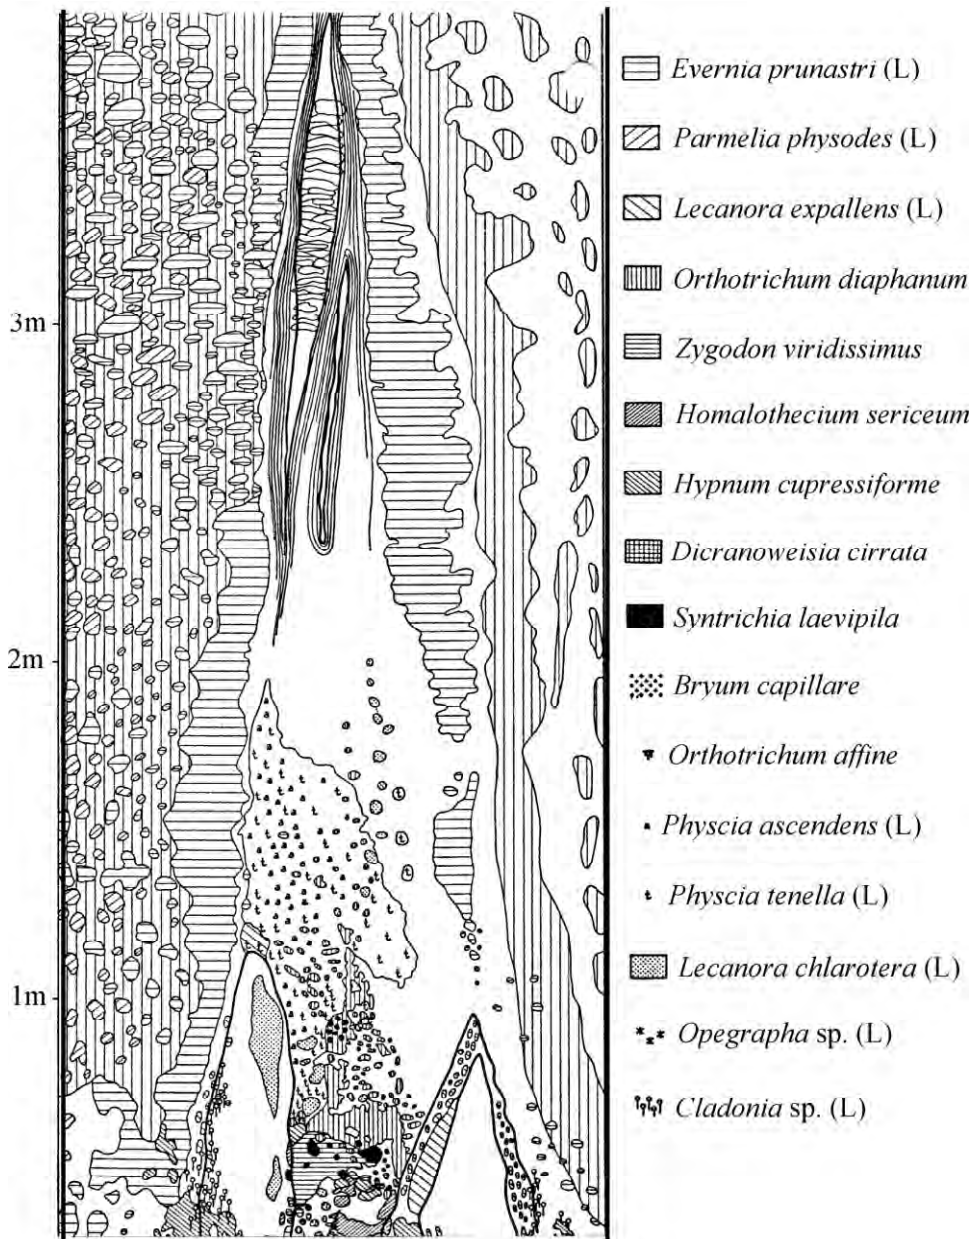 3m
2m
1m
Evernia prunastri (L)
Parmelia physodes (L)
Lecanora expallens (L)
Orthotrichum diaphanum
Zygodon viridissimus
Homalothecium sericeum
Hypnum cupressiforme
Dicranoweisia cirrata
Syntrichia laevipila
Bryum capillare
Orthotrichum affine
Physcia ascendens (L)
Physcia tenella (L)
Lecanora chlarotera (L)
Opegrapha sp. (L)
Cladonia sp. (L)